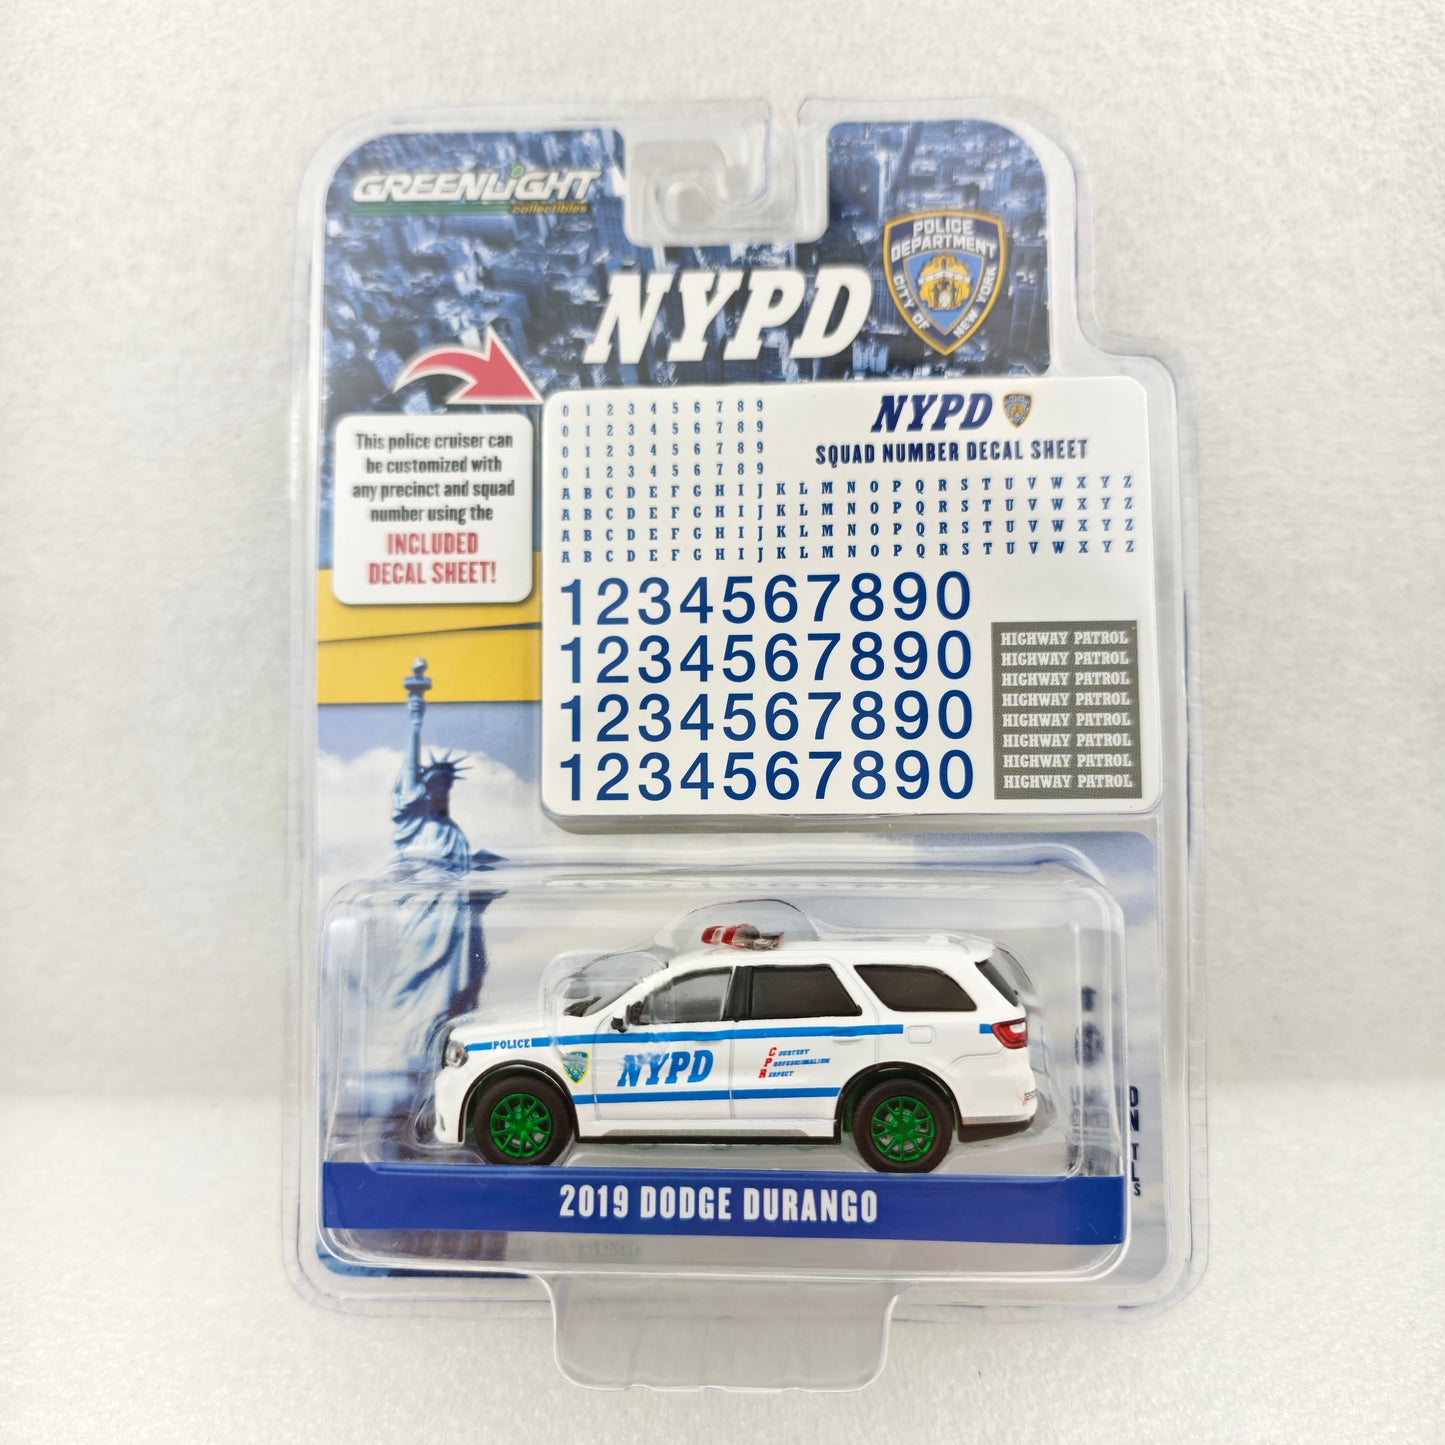 GREENLIGHT
collectibles
POLICE
DEPARTMENT
CITY OF NEW YORK
NYPD
This police cruiser can
be customized with
any precinct and squad
number using the
INCLUDED
DECAL SHEET!
NYPD
SQUAD NUMBER DECAL SHEET
0 1 2 3 4 5 6 7 8 9
0 1 2 3 4 5 6 7 8 9
0 1 2 3 4 5 6 7 8 9
0 1 2 3 4 5 6 7 8 9
A B C D E F G H I J K L M N O P Q R S T U V W X Y Z
A B C D E F G H I J K L M N O P Q R S T U V W X Y Z
A B C D E F G H I J K L M N O P Q R S T U V W X Y Z
A B C D E F G H I J K L M N O P Q R S T U V W X Y Z
1234567890
1234567890
1234567890
1234567890
HIGHWAY PATROL
HIGHWAY PATROL
HIGHWAY PATROL
HIGHWAY PATROL
HIGHWAY PATROL
HIGHWAY PATROL
HIGHWAY PATROL
HIGHWAY PATROL
POLICE
NYPD
COURTESY
PROFESSIONALISM
RESPECT
2019 DODGE DURANGO